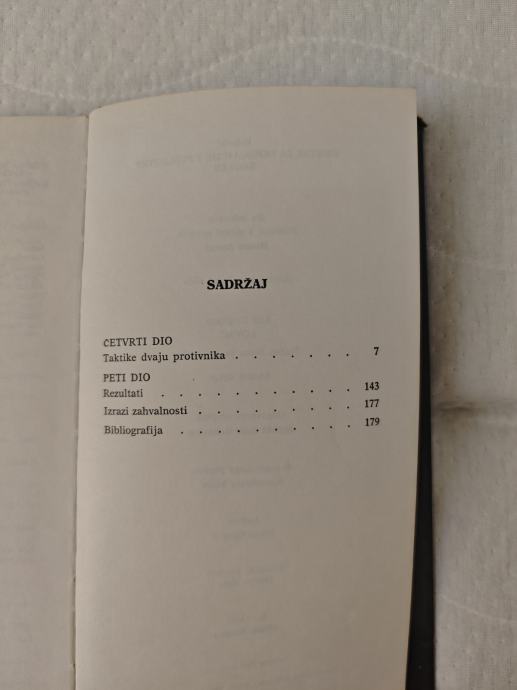 SADRŽAJ
ČETVRTI DIO
Taktike dvaju protivnika . . . . . . . 7
PETI DIO
Rezultati . . . . . . . . . . . 143
Izrazi zahvalnosti . . . . . . . . . 177
Bibliografija . . . . . . . . . . 179